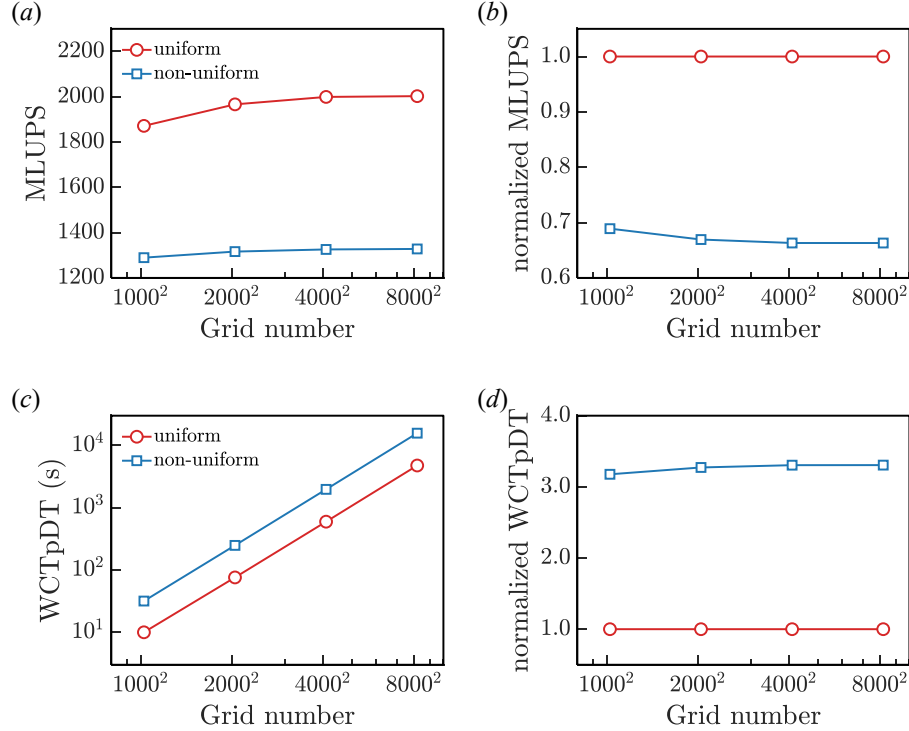 (a)
MLUPS
2200
2000
1800
1600
1400
1200
uniform
non-uniform
1000²
2000²
4000²
8000²
Grid number
(b)
normalized MLUPS
1.0
0.9
0.8
0.7
0.6
1000²
2000²
4000²
8000²
Grid number
(c)
WCTpDT (s)
10⁴
10³
10²
10¹
uniform
non-uniform
1000²
2000²
4000²
8000²
Grid number
(d)
normalized WCTpDT
4.0
3.0
2.0
1.0
1000²
2000²
4000²
8000²
Grid number